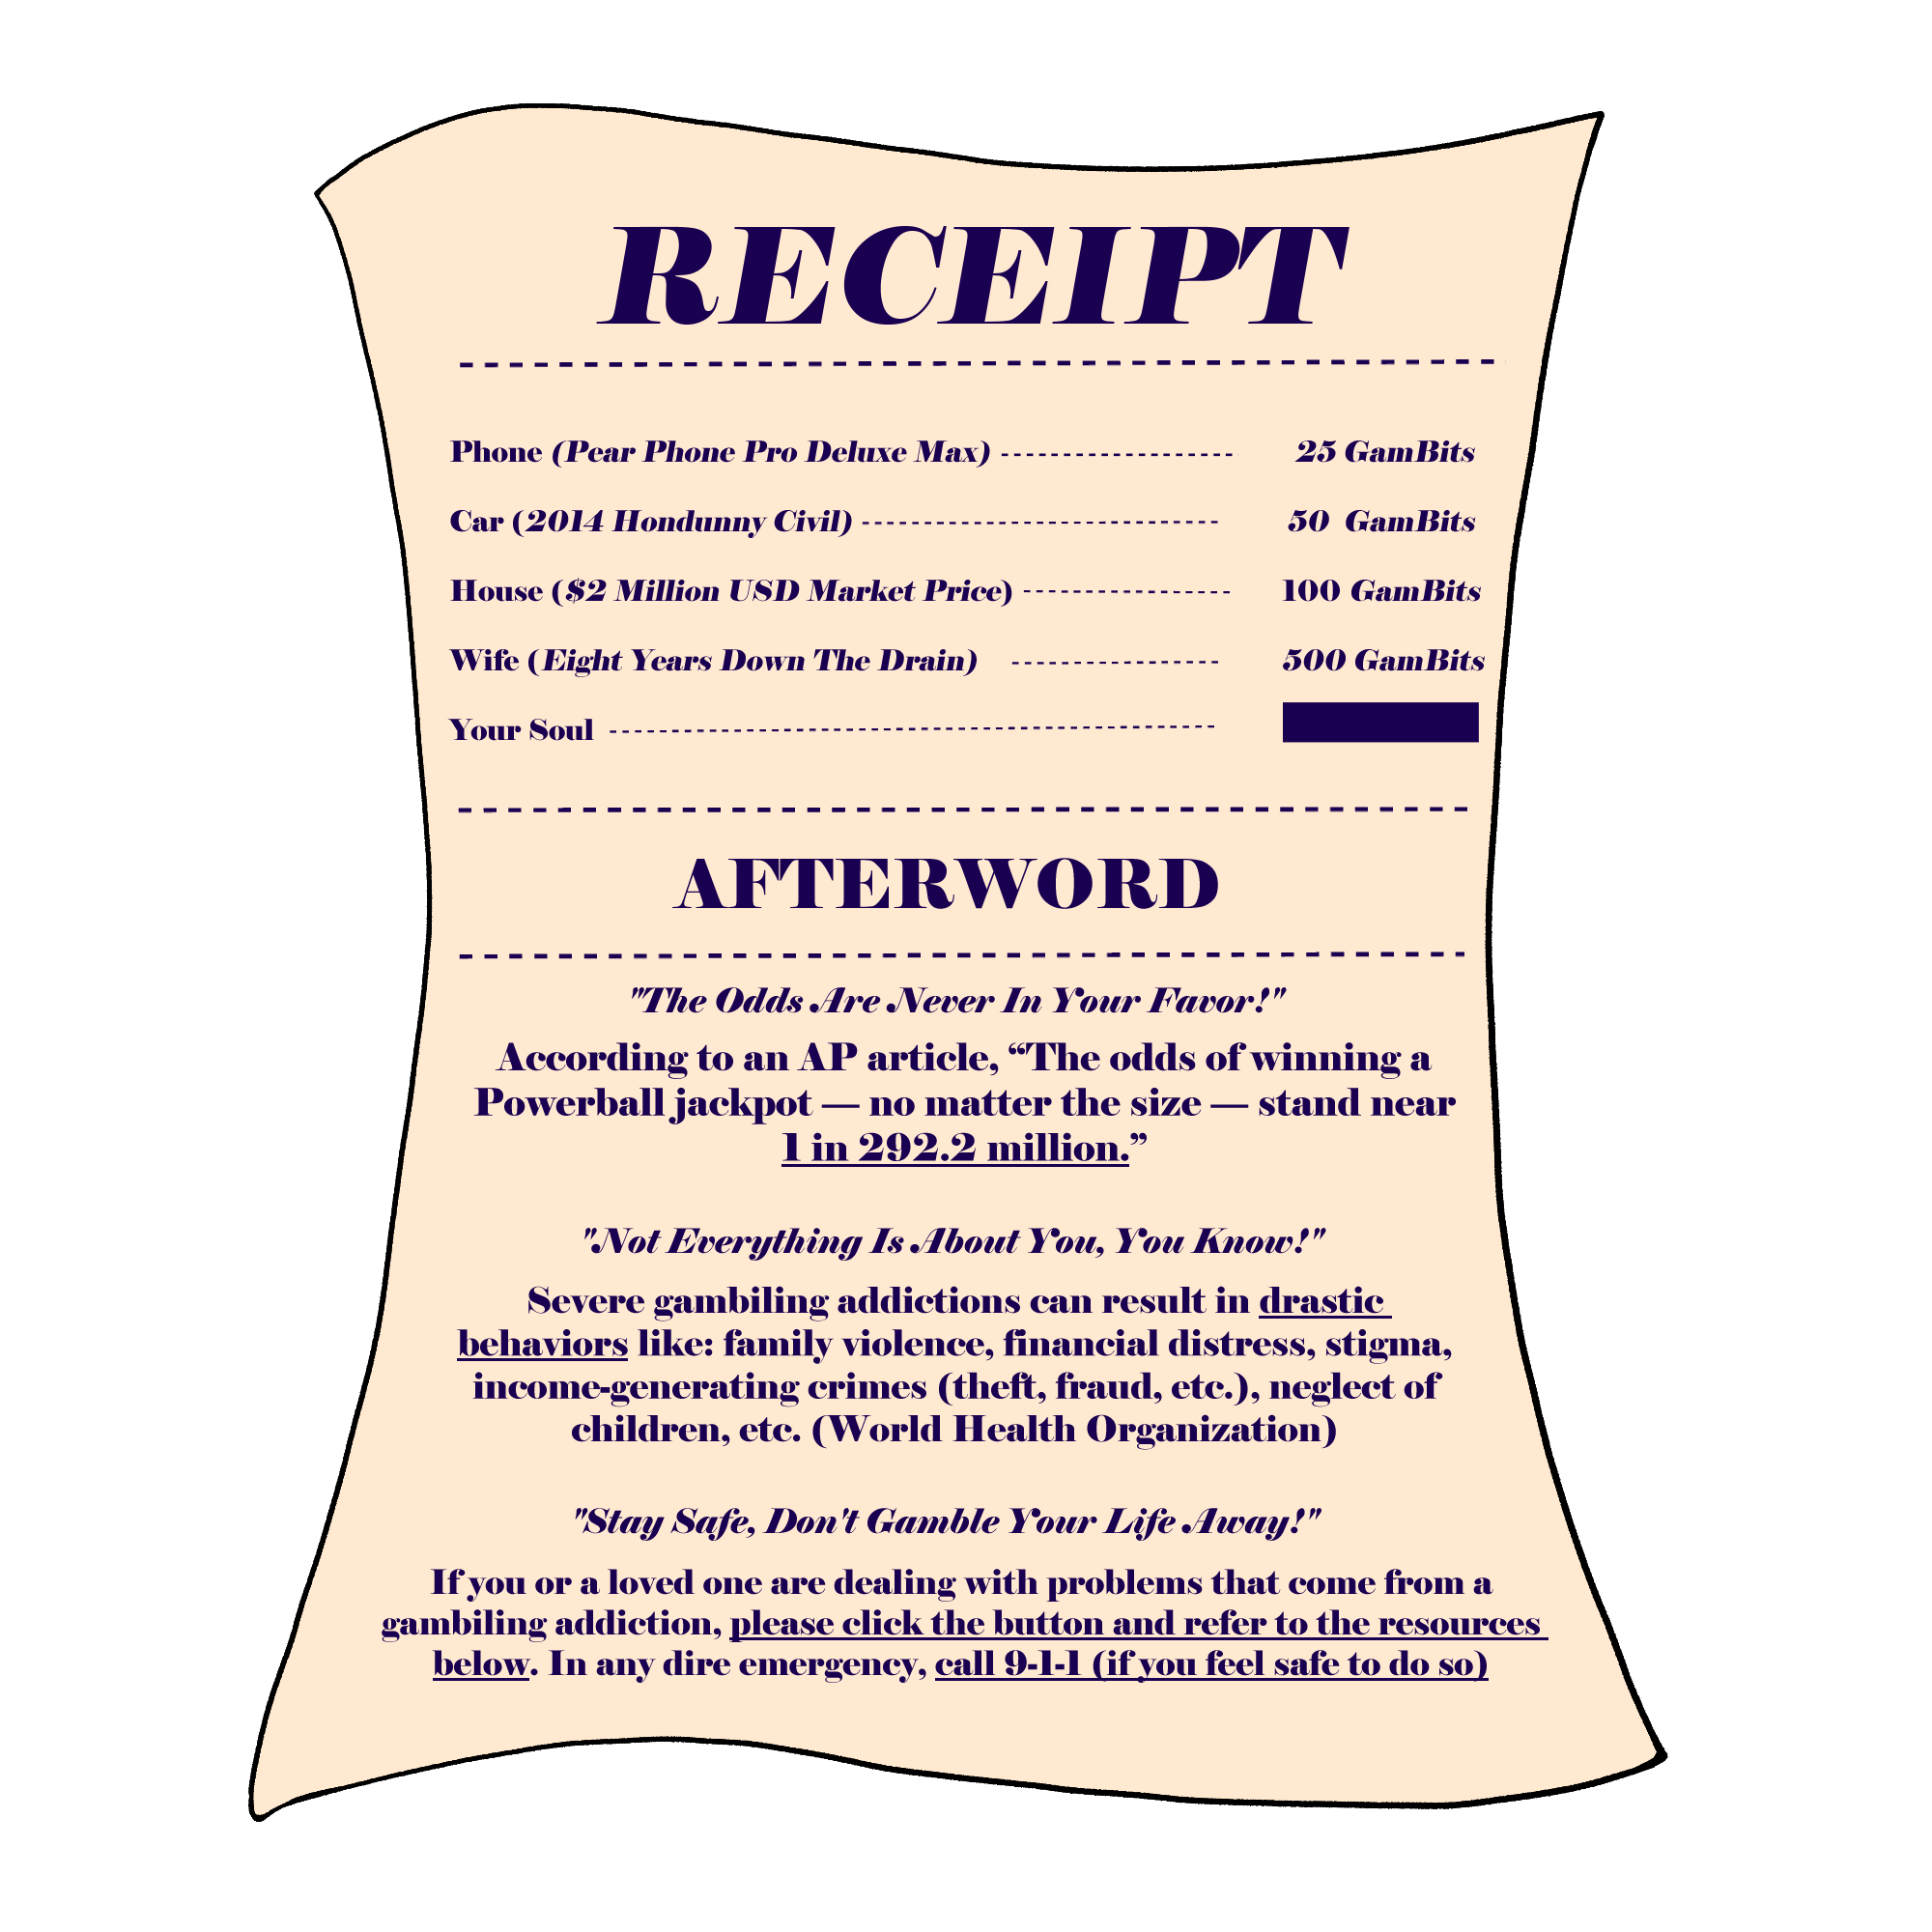 RECEIPT
Phone (Pear Phone Pro Deluxe Max) 25 GamBits
Car (2014 Hondunny Civil) 50 GamBits
House ($2 Million USD Market Price) 100 GamBits
Wife (Eight Years Down The Drain) 500 GamBits
Your Soul
AFTERWORD
"The Odds Are Never In Your Favor!"
According to an AP article, “The odds of winning a
Powerball jackpot — no matter the size — stand near
1 in 292.2 million.”
"Not Everything Is About You, You Know!"
Severe gambiling addictions can result in drastic
behaviors like: family violence, financial distress, stigma,
income-generating crimes (theft, fraud, etc.), neglect of
children, etc. (World Health Organization)
"Stay Safe, Don't Gamble Your Life Away!"
If you or a loved one are dealing with problems that come from a
gambiling addiction, please click the button and refer to the resources
below. In any dire emergency, call 9-1-1 (if you feel safe to do so)